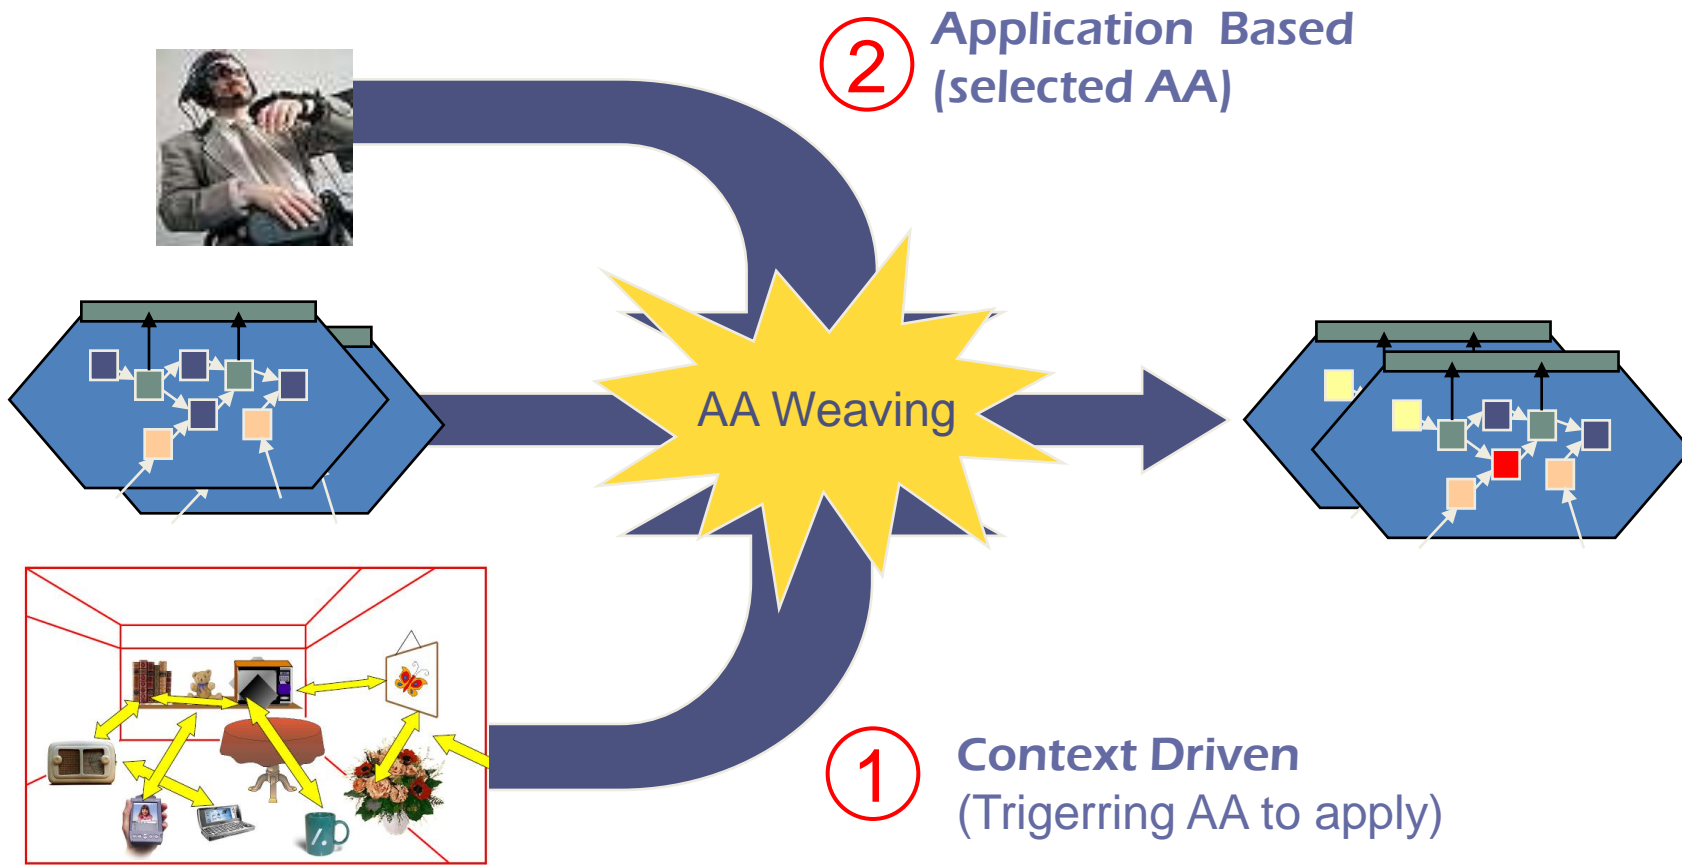 2
Application Based
(selected AA)
AA Weaving
1
Context Driven
(Trigerring AA to apply)